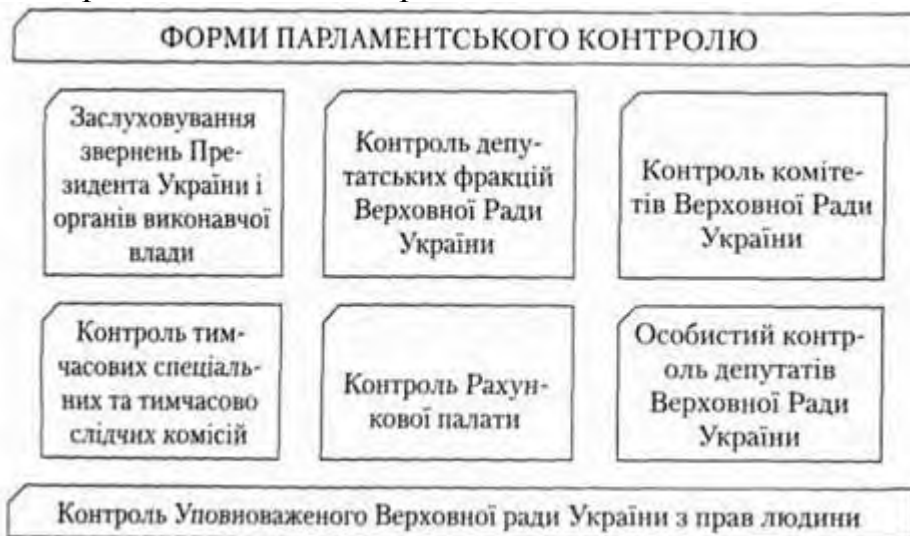 ФОРМИ ПАРЛАМЕНТСЬКОГО КОНТРОЛЮ
Заслуховування
звернень Пре-
зидента України і
органів виконавчої
влади
Контроль депу-
татських фракцій
Верховної Ради
України
Контроль коміте-
тів Верховної Ради
України
Контроль тим-
часових спеціаль-
них та тимчасово
слідчих комісій
Контроль Рахун-
кової палати
Особистий конт-
роль депутатів
Верховної Ради
України
Контроль Уповноваженого Верховної ради України з прав людини